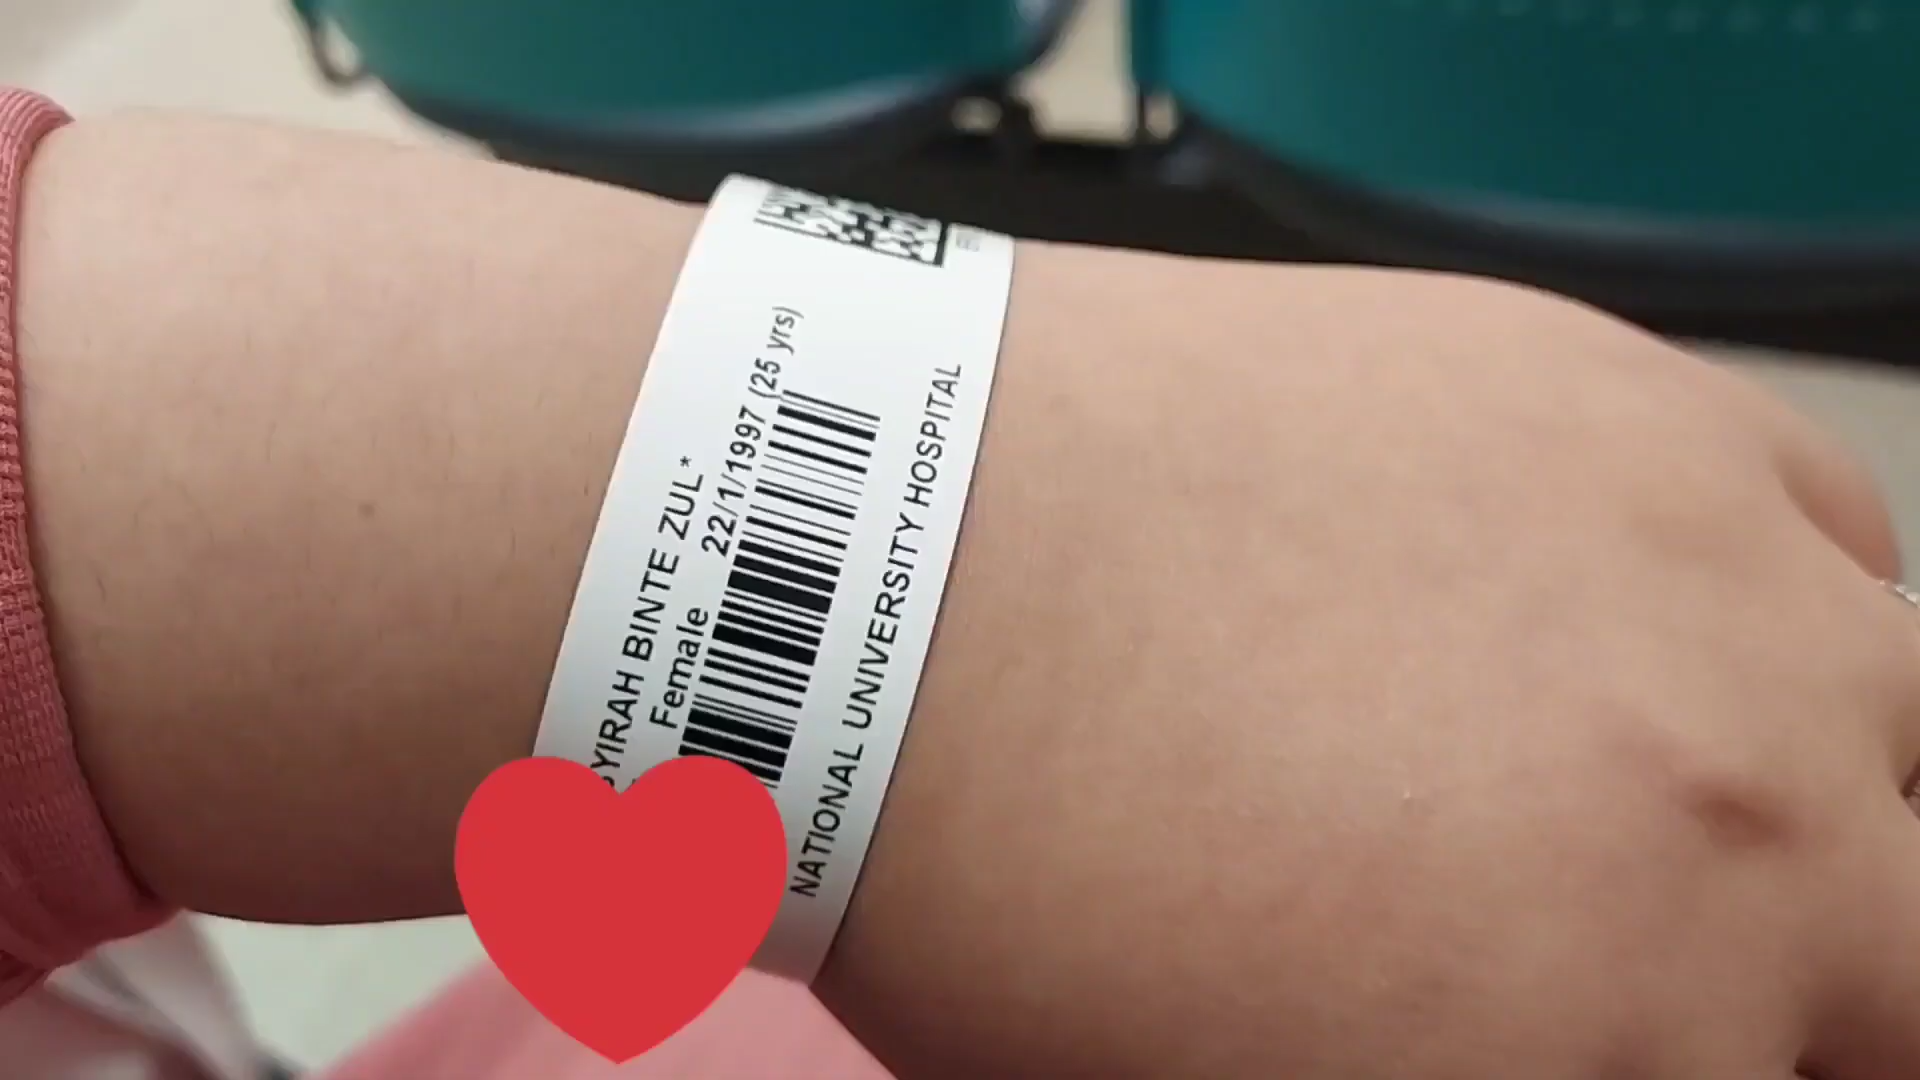 SYIRAH BINTE ZUL*
Female 22/1/1997 (25 yrs)
NATIONAL UNIVERSITY HOSPITAL